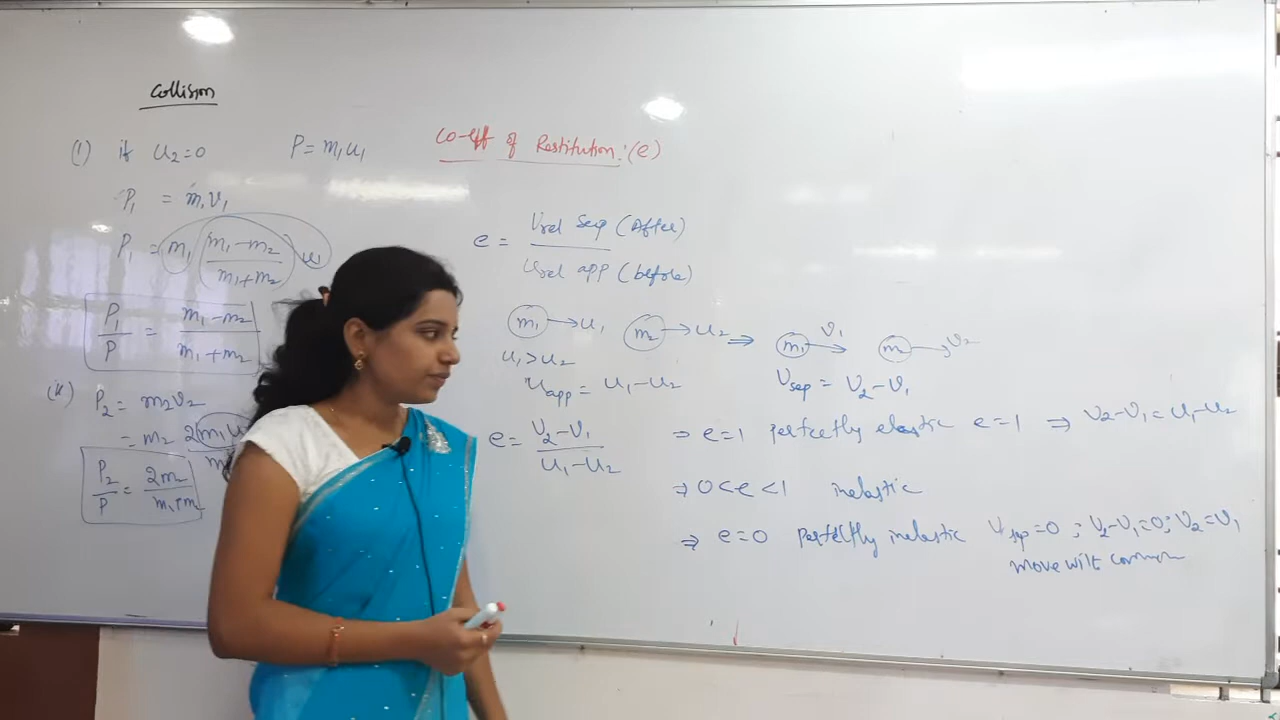 Collision
(1) if u₂=0 P=m₁u₁
P₁ = m₁v₁
P₁ = m₁ (m₁-m₂/m₁+m₂) u₁
P₁/P = m₁-m₂/m₁+m₂
P₂ = m₂v₂
= m₂ 2m₁
P₂/P = 2m₂/m₁+m₂
Co-eff of Restitution:(e)
e = Vrel sep (After)/Urel app (before)
m₁ → u₁ m₂ → u₂ ⇒ m₁ v₁ → m₂ → v₂
u₁>u₂
Uapp = u₁-u₂ Vsep = V₂-V₁
e = V₂-V₁/u₁-u₂
⇒ e=1 perfectly elastic e=1 ⇒ V₂-V₁=u₁-u₂
⇒ 0<e<1 inelastic
⇒ e=0 perfectly inelastic Vsep=0 ; V₂-V₁=0; V₂=V₁
move with common